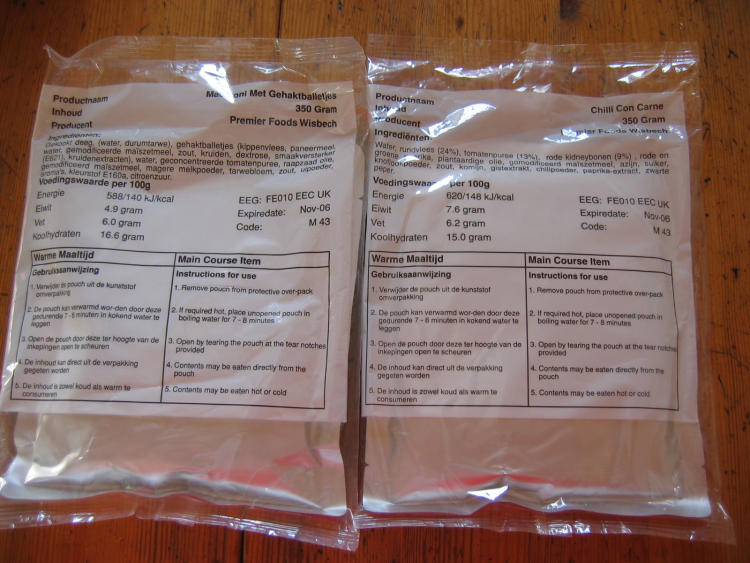 Productnaam
Met Gehaktballetjes
Inhoud
350 Gram
Producent
Premier Foods Wisbech
Ingrediënten:
Gekookt deeg, (water, durumtarwe), gehaktballetjes (kippenvlees, paneermeel,
water, gemodificeerde maïszetmeel, zout, kruiden, dextrose, smaakversterker
(E621), kruidenextracten), water, geconcentreerde tomatenpuree, raapzaad olie,
gemodificeerd maïszetmeel, magere melkpoeder, tarwebloem, zout, uipoeder,
aroma's, kleurstof E160a, citroenzuur.
Voedingswaarde per 100g
Energie 588/140 kJ/kcal
Eiwit 4.9 gram
Vet 6.0 gram
Koolhydraten 16.6 gram
EEG: FE010 EEC UK
Expiredate: Nov-06
Code: M 43
Warme Maaltijd
Gebruiksaanwijzing
1. Verwijder de pouch uit de kunststof
omverpakking
2. De pouch kan verwarmd wor-den door deze
gedurende 7 - 8 minuten in kokend water te
leggen
3. Open de pouch door deze ter hoogte van de
inkepingen open te scheuren
4. De inhoud kan direct uit de verpakking
gegeten worden
5. De inhoud is zowel koud als warm te
consumeren
Main Course Item
Instructions for use
1. Remove pouch from protective over-pack
2. If required hot, place unopened pouch in
boiling water for 7 - 8 minutes
3. Open by tearing the pouch at the tear notches
provided
4. Contents may be eaten directly from the
pouch
5. Contents may be eaten hot or cold
Productnaam
Chilli Con Carne
Inhoud
350 Gram
Producent
Premier Foods Wisbech
Ingrediënten
Water, rundvlees (24%), tomatenpurse (13%), rode kidneybonen (9%) , rode en
groene plantaardige olie, gemodificeerd maïszetmeel, azijn, suiker,
knoflookpoeder, zout, komijn, gistextrakt, chilipoeder, paprika-extract, zwarte
peper
per 100g
Energie 620/148 kJ/kcal
Eiwit 7.6 gram
Vet 6.2 gram
Koolhydraten 15.0 gram
EEG: FE010 EEC UK
Expiredate: Nov-06
Code: M 43
Warme Maaltijd
Gebruiksaanwijzing
1. Verwijder de pouch uit de kunststof
omverpakking
2. De pouch kan verwarmd wor-den door deze
gedurende 7 - 8 minuten in kokend water te
leggen
3. Open de pouch door deze ter hoogte van de
inkepingen open te scheuren
4. De inhoud kan direct uit de verpakking
gegeten worden
5. De inhoud is zowel koud als warm te
consumeren
Main Course Item
Instructions for use
1. Remove pouch from protective over-pack
2. If required hot, place unopened pouch in
boiling water for 7 - 8 minutes
3. Open by tearing the pouch at the tear notches
provided
4. Contents may be eaten directly from the
pouch
5. Contents may be eaten hot or cold